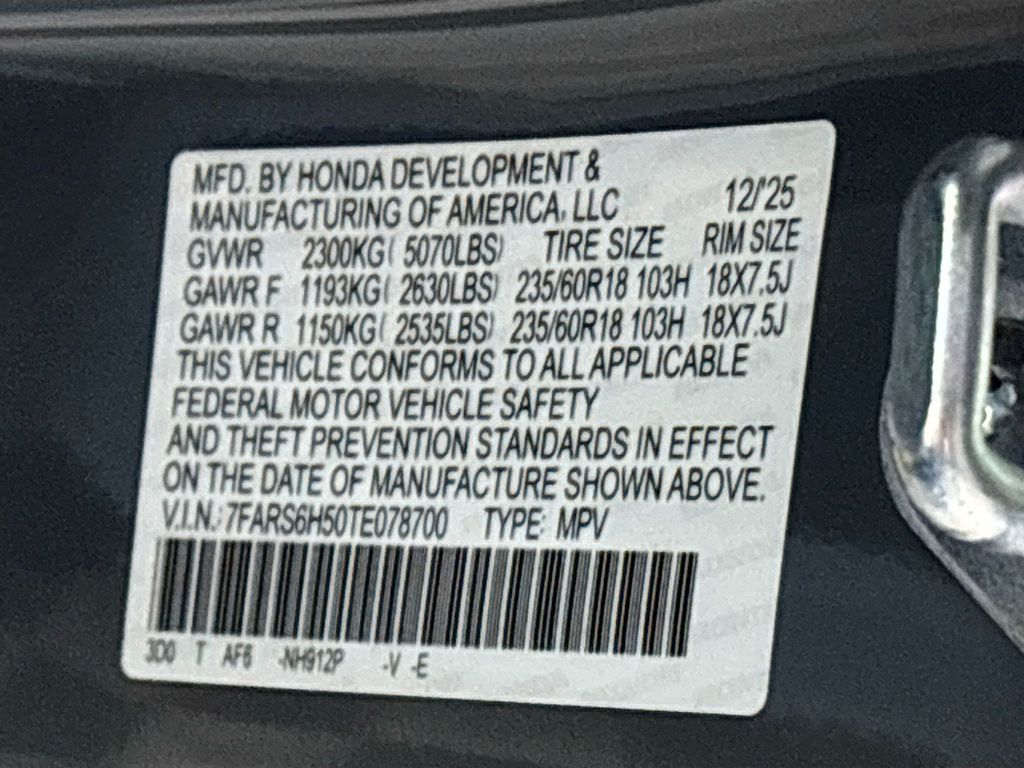 MFD. BY HONDA DEVELOPMENT &
MANUFACTURING OF AMERICA, LLC 12/'25
GVWR 2300KG( 5070LBS) TIRE SIZE RIM SIZE
GAWR F 1193KG( 2630LBS) 235/60R18 103H 18X7.5J
GAWR R 1150KG( 2535LBS) 235/60R18 103H 18X7.5J
THIS VEHICLE CONFORMS TO ALL APPLICABLE
FEDERAL MOTOR VEHICLE SAFETY
AND THEFT PREVENTION STANDARDS IN EFFECT
ON THE DATE OF MANUFACTURE SHOWN ABOVE.
V.I.N.: 7FARS6H50TE078700 TYPE: MPV
3D0 T AF6 -NH912P -V -E